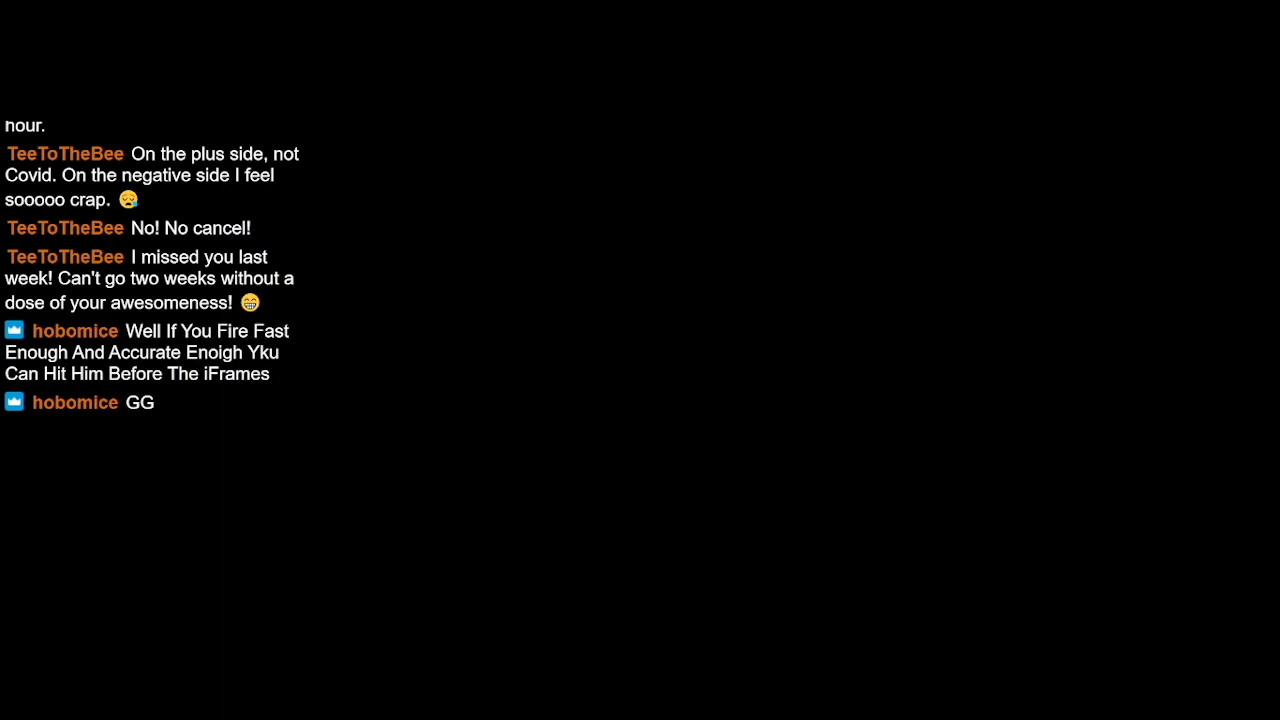 hour.
TeeToTheBee On the plus side, not
Covid. On the negative side I feel
sooooo crap. 😪
TeeToTheBee No! No cancel!
TeeToTheBee I missed you last
week! Can't go two weeks without a
dose of your awesomeness! 😁
hobomice Well If You Fire Fast
Enough And Accurate Enoigh Yku
Can Hit Him Before The iFrames
hobomice GG